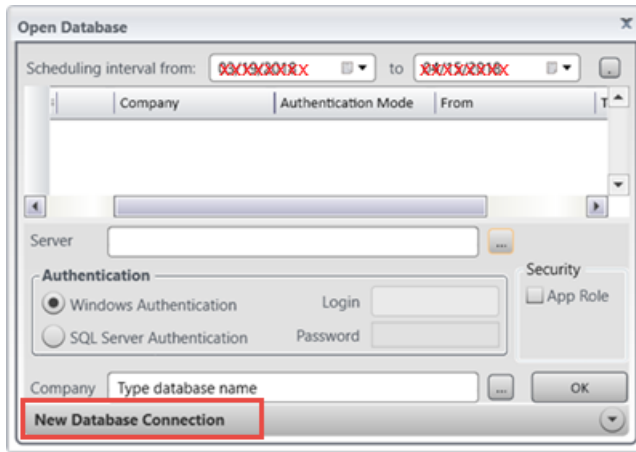 Open Database
Scheduling interval from: to
Company Authentication Mode From T
Server ...
Authentication Security
Windows Authentication Login App Role
SQL Server Authentication Password
Company Type database name ... OK
New Database Connection